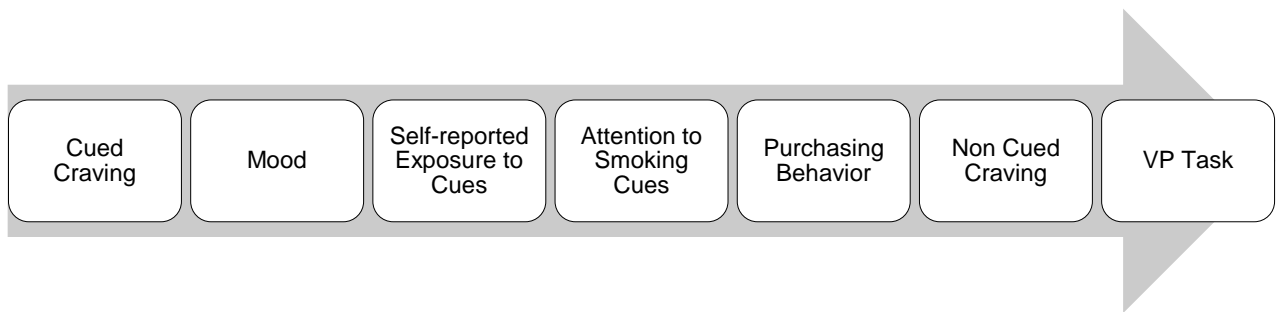 Cued
Craving
Mood
Self-reported
Exposure to
Cues
Attention to
Smoking
Cues
Purchasing
Behavior
Non Cued
Craving
VP Task